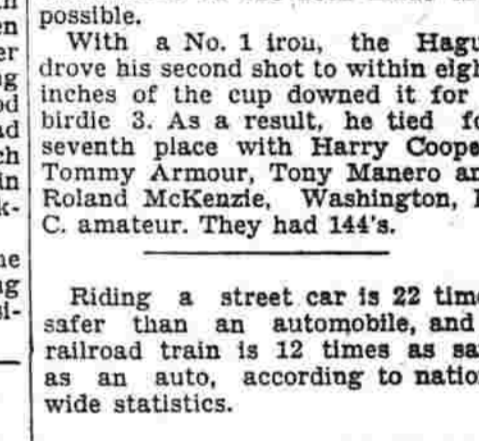 possible.
With a No. 1 iron, the Hagu
drove his second shot to within eigh
inches of the cup downed it for
birdie 3. As a result, he tied fo
seventh place with Harry Coope
Tommy Armour, Tony Manero an
Roland McKenzie, Washington,
C. amateur. They had 144's.
Riding a street car is 22 time
safer than an automobile, and
railroad train is 12 times as sa
as an auto, according to nation
wide statistics.